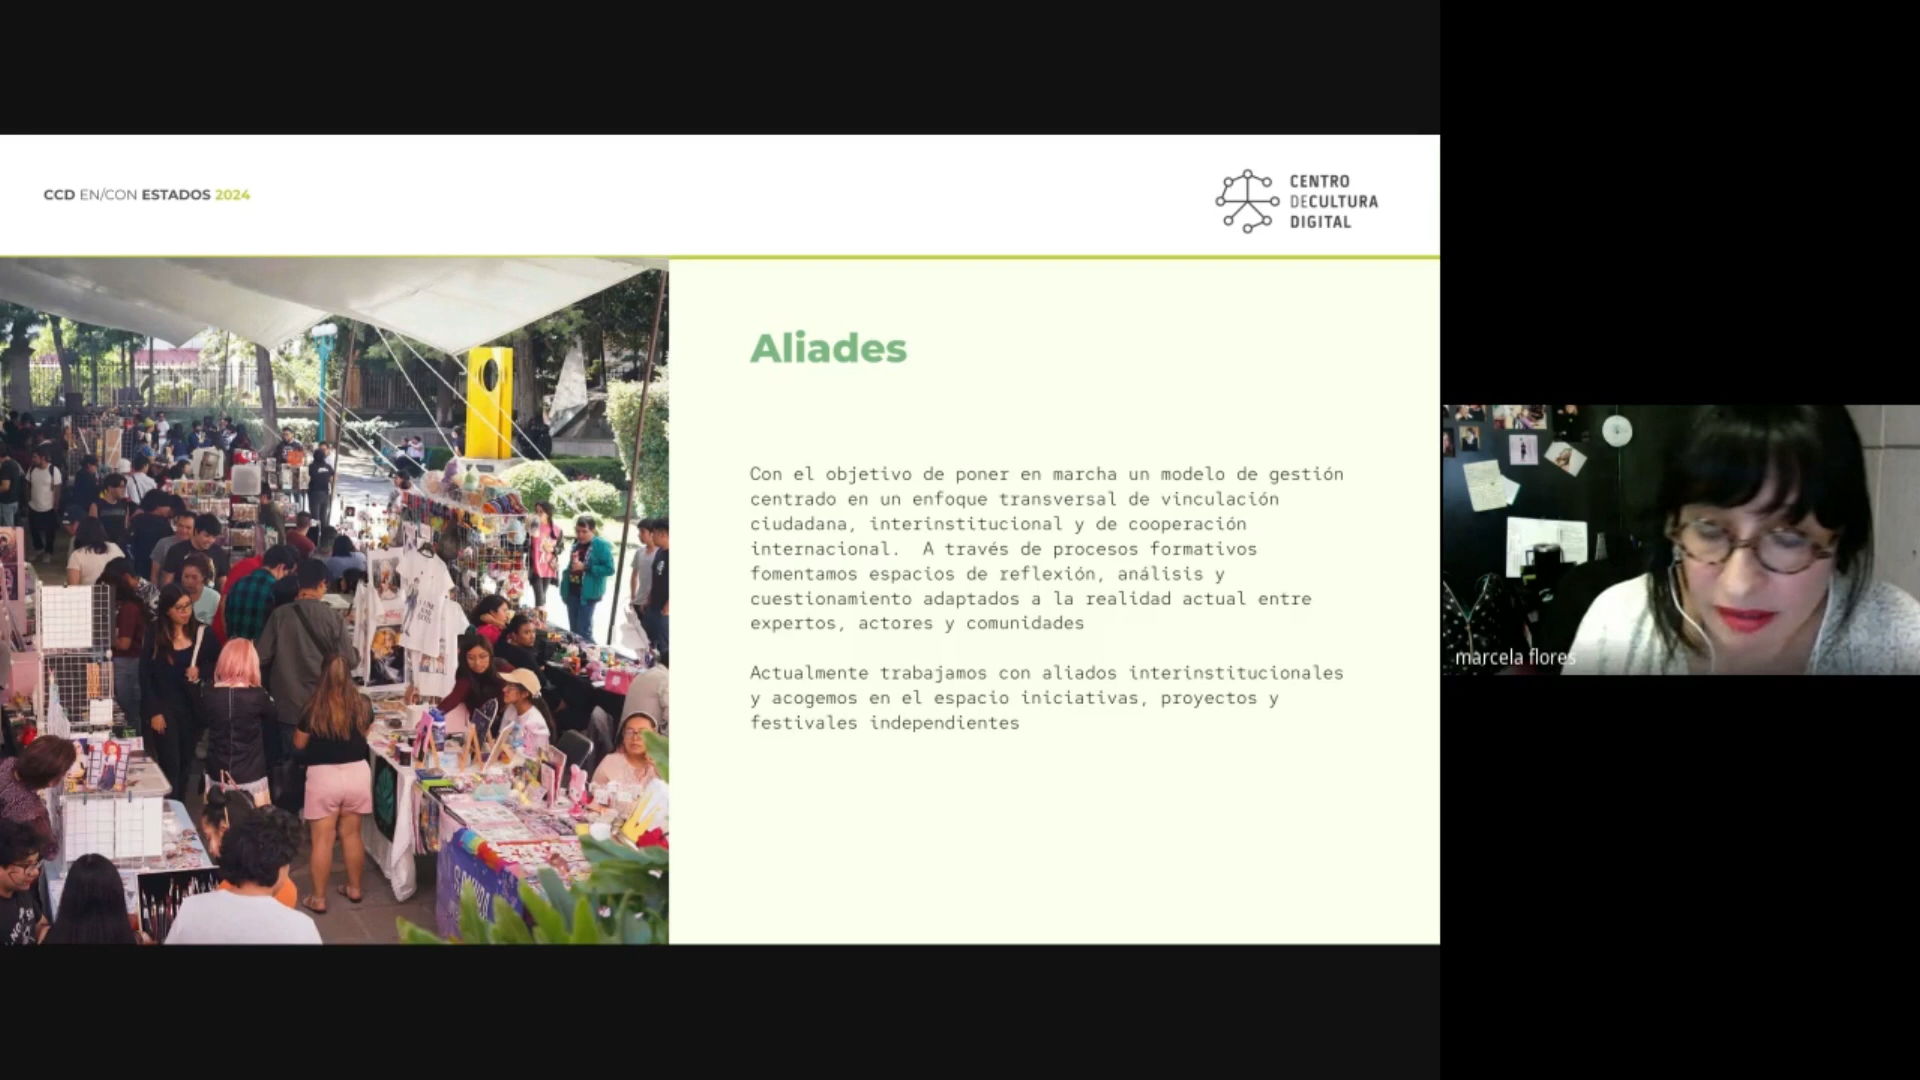 CCD EN/CON ESTADOS 2024
CENTRO
DECULTURA
DIGITAL
Aliades
Con el objetivo de poner en marcha un modelo de gestión
centrado en un enfoque transversal de vinculación
ciudadana, interinstitucional y de cooperación
internacional.  A través de procesos formativos
fomentamos espacios de reflexión, análisis y
cuestionamiento adaptados a la realidad actual entre
expertos, actores y comunidades
Actualmente trabajamos con aliados interinstitucionales
y acogemos en el espacio iniciativas, proyectos y
festivales independientes
marcela flores